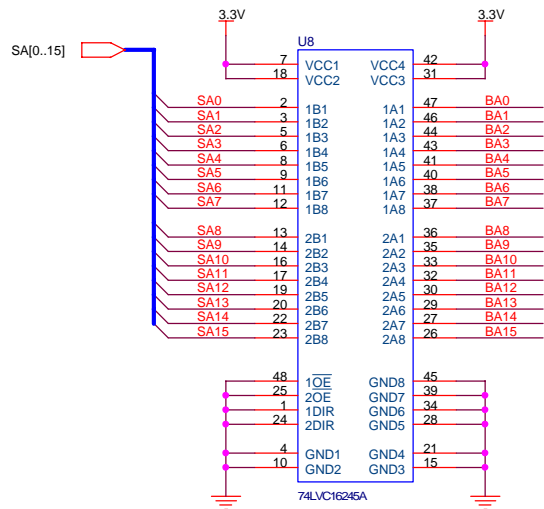 3.3V 3.3V
U8
SA[0..15]
7 VCC1 VCC4 42
18 VCC2 VCC3 31
SA0 2 1B1 1A1 47 BA0
SA1 3 1B2 1A2 46 BA1
SA2 5 1B3 1A3 44 BA2
SA3 6 1B4 1A4 43 BA3
SA4 8 1B5 1A5 41 BA4
SA5 9 1B6 1A6 40 BA5
SA6 11 1B7 1A7 38 BA6
SA7 12 1B8 1A8 37 BA7
SA8 13 2B1 2A1 36 BA8
SA9 14 2B2 2A2 35 BA9
SA10 16 2B3 2A3 33 BA10
SA11 17 2B4 2A4 32 BA11
SA12 19 2B5 2A5 30 BA12
SA13 20 2B6 2A6 29 BA13
SA14 22 2B7 2A7 27 BA14
SA15 23 2B8 2A8 26 BA15
48 1OE GND8 45
25 2OE GND7 39
1 1DIR GND6 34
24 2DIR GND5 28
4 GND1 GND4 21
10 GND2 GND3 15
74LVC16245A